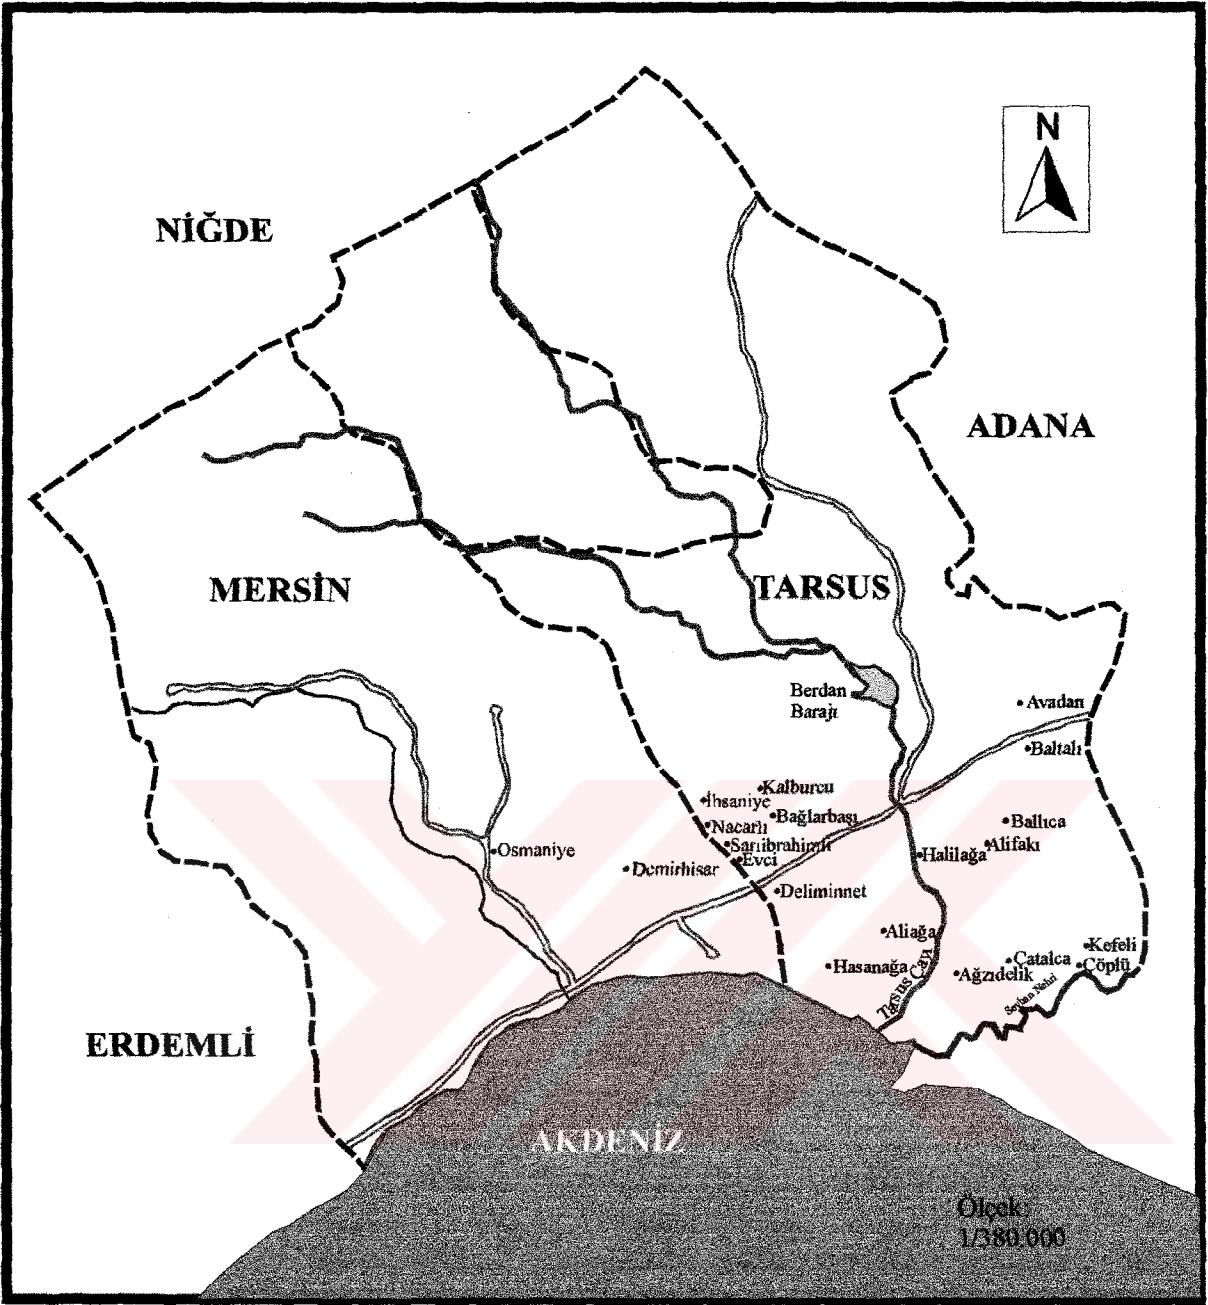 N
NİĞDE
ADANA
MERSİN
TARSUS
Berdan
Barajı
Avadan
Baltalı
Kalburcu
İhsaniye
Bağlarbaşı
Nacarlı
Ballıca
Sarıibrahimli
Alifakı
Osmaniye
Halilağa
Evci
Demirhisar
Deliminnet
Aliağa
Kefeli
Çatalca
Çöplü
Hasanağa
Ağzıdelik
Tarsus Çayı
Seyhan Nehri
ERDEMLİ
AKDENİZ
Ölçek:
1/380.000